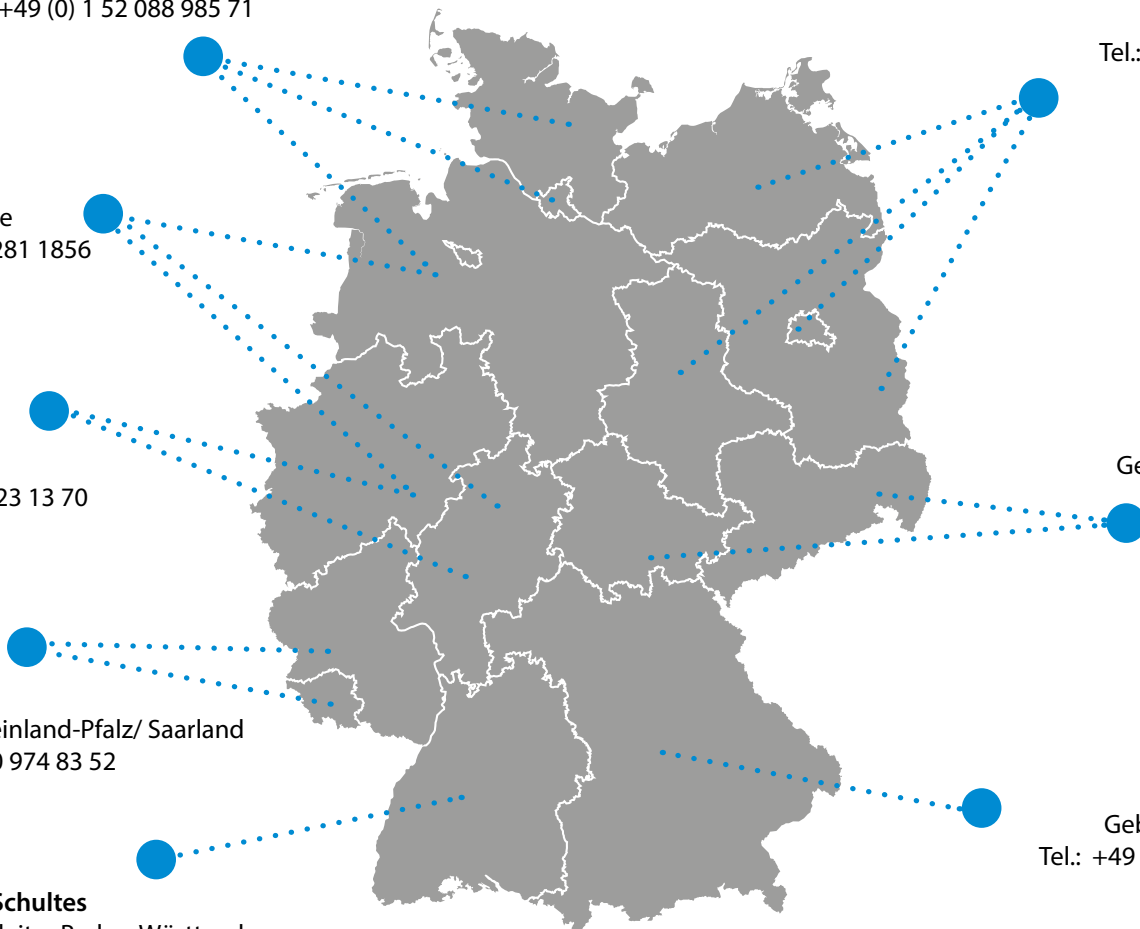 +49 (0) 1 52 088 985 71
Tel.:
e
281 1856
Ge
23 13 70
einland-Pfalz/ Saarland
0 974 83 52
Geb
Tel.: +49
Schultes